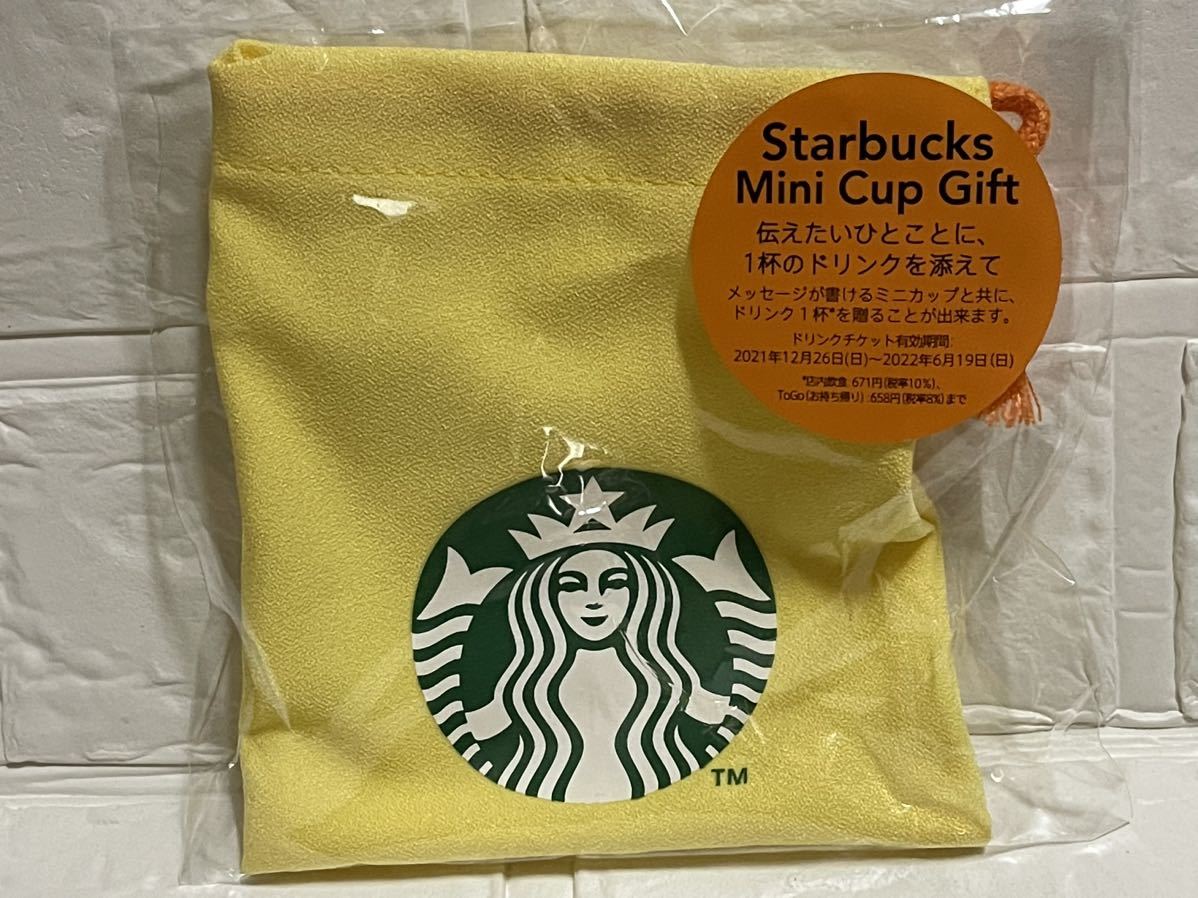 Starbucks
Mini Cup Gift
伝えたいひとことに、
1杯のドリンクを添えて
メッセージが書けるミニカップと共に、
ドリンク1杯*を贈ることが出来ます。
ドリンクチケット有効期間:
2021年12月26日(日)〜2022年6月19日(日)
*店内飲食:671円(税率10%)、
ToGo(お持ち帰り):658円(税率8%)まで
TM